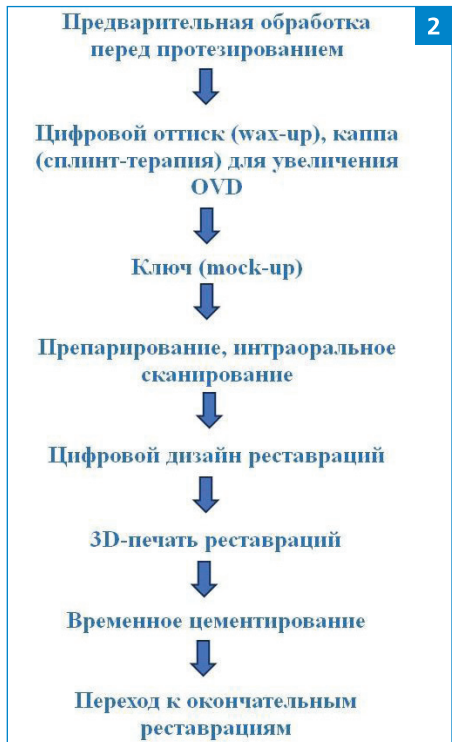 Предварительная обработка
перед протезированием
2
Цифровой оттиск (wax-up), каппа
(сплинт-терапия) для увеличения
OVD
Ключ (mock-up)
Препарирование, интраоральное
сканирование
Цифровой дизайн реставраций
3D-печать реставраций
Временное цементирование
Переход к окончательным
реставрациям